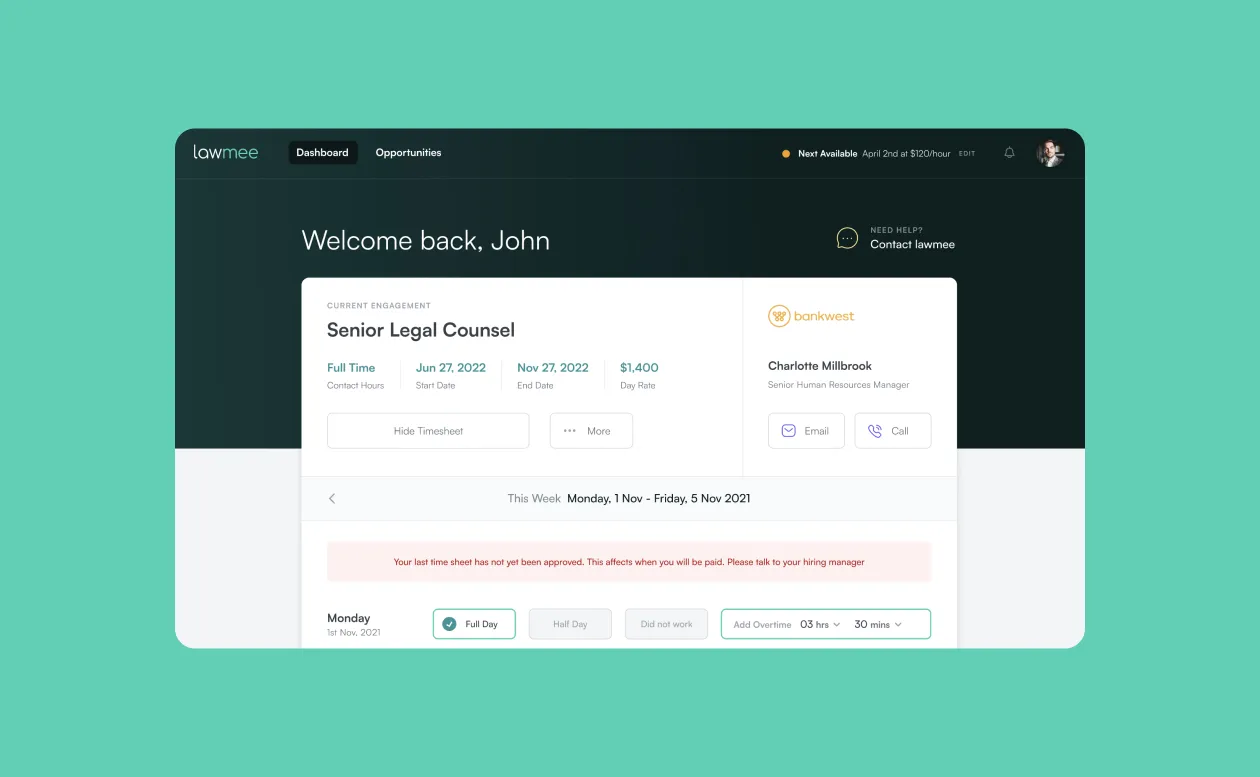 lawmee Dashboard Opportunities Next Available April 2nd at $120/hour EDIT
Welcome back, John
NEED HELP?
Contact lawmee
CURRENT ENGAGEMENT
Senior Legal Counsel
Full Time Jun 27, 2022 Nov 27, 2022 $1,400
Contact Hours Start Date End Date Day Rate
Hide Timesheet ... More
bankwest
Charlotte Millbrook
Senior Human Resources Manager
Email Call
This Week Monday, 1 Nov - Friday, 5 Nov 2021
Your last time sheet has not yet been approved. This affects when you will be paid. Please talk to your hiring manager
Monday
1st Nov, 2021
Full Day Half Day Did not work Add Overtime 03 hrs 30 mins